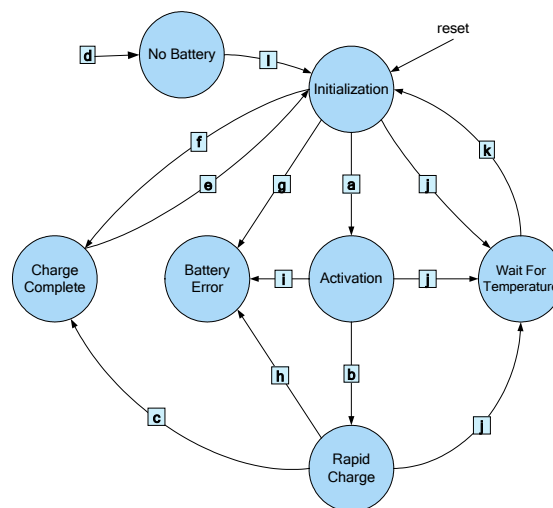 reset
d
No Battery
l
Initialization
f
k
e
g
a
j
Charge
Complete
Battery
Error
i
Activation
j
Wait For
Temperature
h
b
c
j
Rapid
Charge